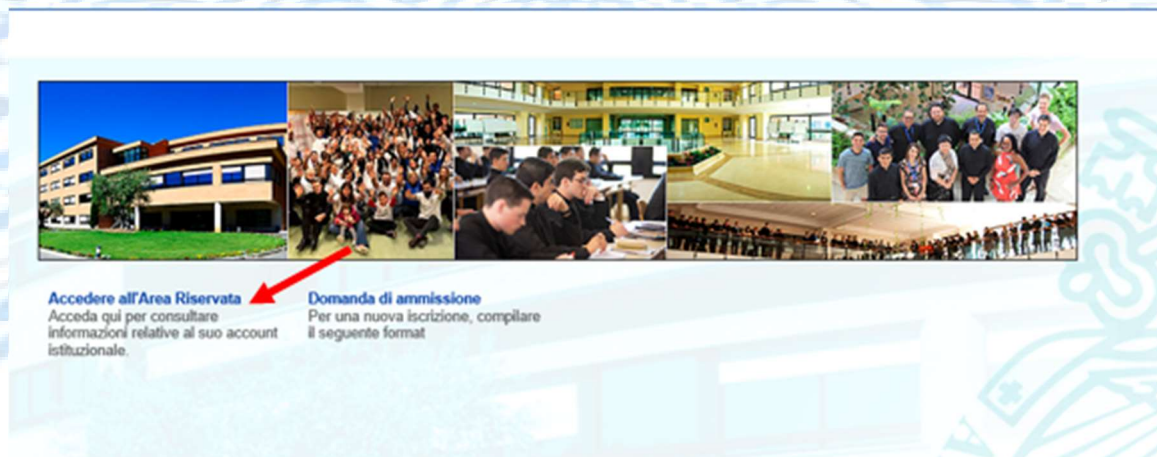 Accedere all'Area Riservata
Acceda qui per consultare
informazioni relative al suo account
istituzionale.
Domanda di ammissione
Per una nuova iscrizione, compilare
il seguente format